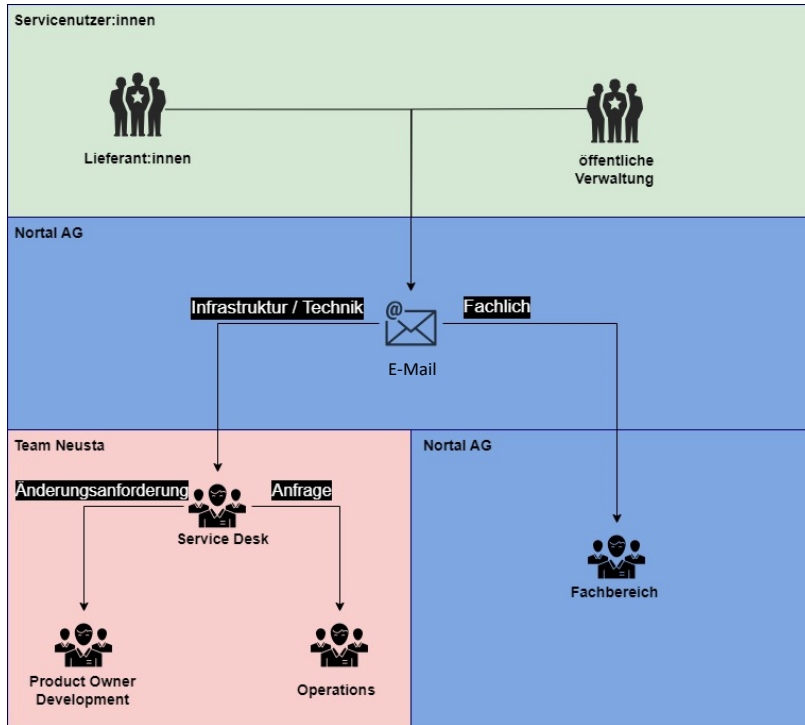 Servicenutzer:innen
Lieferant:innen
öffentliche
Verwaltung
Nortal AG
Infrastruktur / Technik
@
Fachlich
E-Mail
Team Neusta
Nortal AG
Änderungsanforderung
Anfrage
Service Desk
Fachbereich
Product Owner
Development
Operations